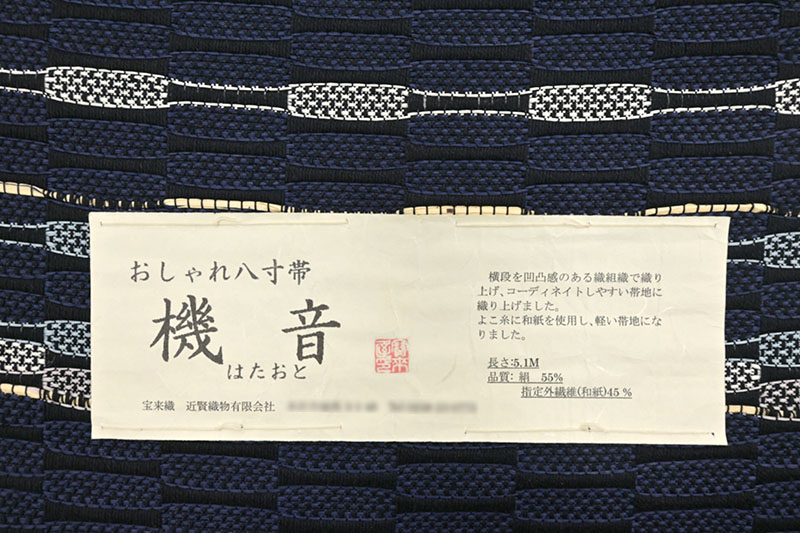 おしゃれ八寸帯
機 音
はたおと
宝来織 近賢織物有限会社
横段を凹凸感のある織組織で織り
上げ、コーディネイトしやすい帯地に
織り上げました。
よこ糸に和紙を使用し、軽い帯地にな
りました。
長さ:5.1M
品質: 絹 55%
指定外繊維(和紙)45 %